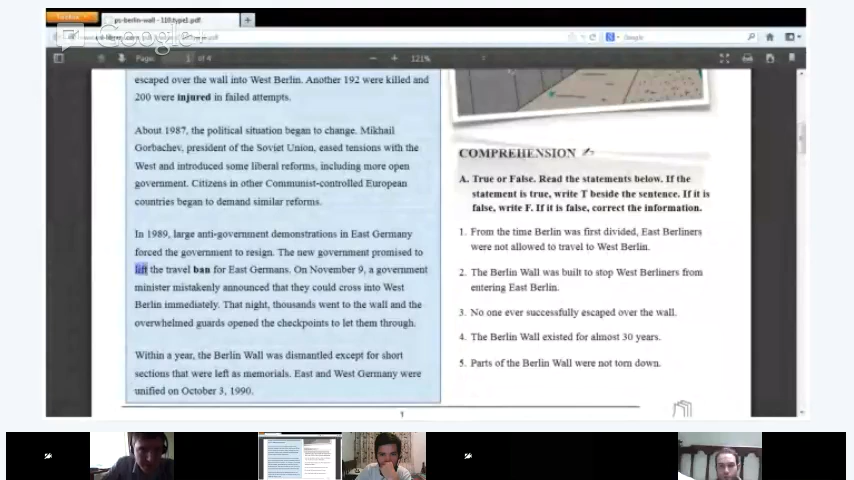 Firefox
ps-berlin-wall - 110.type1.pdf
Google+
Google
Page:
of 4
121%
escaped over the wall into West Berlin. Another 192 were killed and
200 were injured in failed attempts.
About 1987, the political situation began to change. Mikhail
Gorbachev, president of the Soviet Union, eased tensions with the
West and introduced some liberal reforms, including more open
government. Citizens in other Communist-controlled European
countries began to demand similar reforms.
In 1989, large anti-government demonstrations in East Germany
forced the government to resign. The new government promised to
lift the travel ban for East Germans. On November 9, a government
minister mistakenly announced that they could cross into West
Berlin immediately. That night, thousands went to the wall and the
overwhelmed guards opened the checkpoints to let them through.
Within a year, the Berlin Wall was dismantled except for short
sections that were left as memorials. East and West Germany were
unified on October 3, 1990.
COMPREHENSION
A. True or False. Read the statements below. If the
statement is true, write T beside the sentence. If it is
false, write F. If it is false, correct the information.
1. From the time Berlin was first divided, East Berliners
were not allowed to travel to West Berlin.
2. The Berlin Wall was built to stop West Berliners from
entering East Berlin.
3. No one ever successfully escaped over the wall.
4. The Berlin Wall existed for almost 30 years.
5. Parts of the Berlin Wall were not torn down.
1